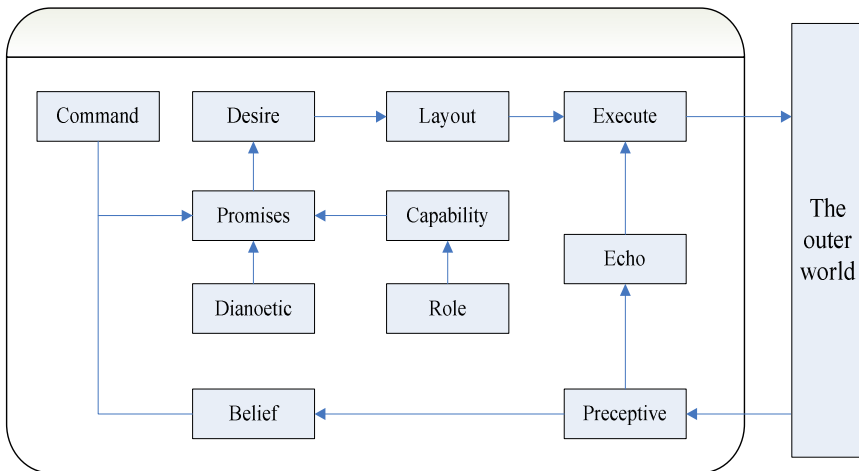 Command
Desire
Layout
Execute
Promises
Capability
The
outer
world
Echo
Dianoetic
Role
Belief
Preceptive